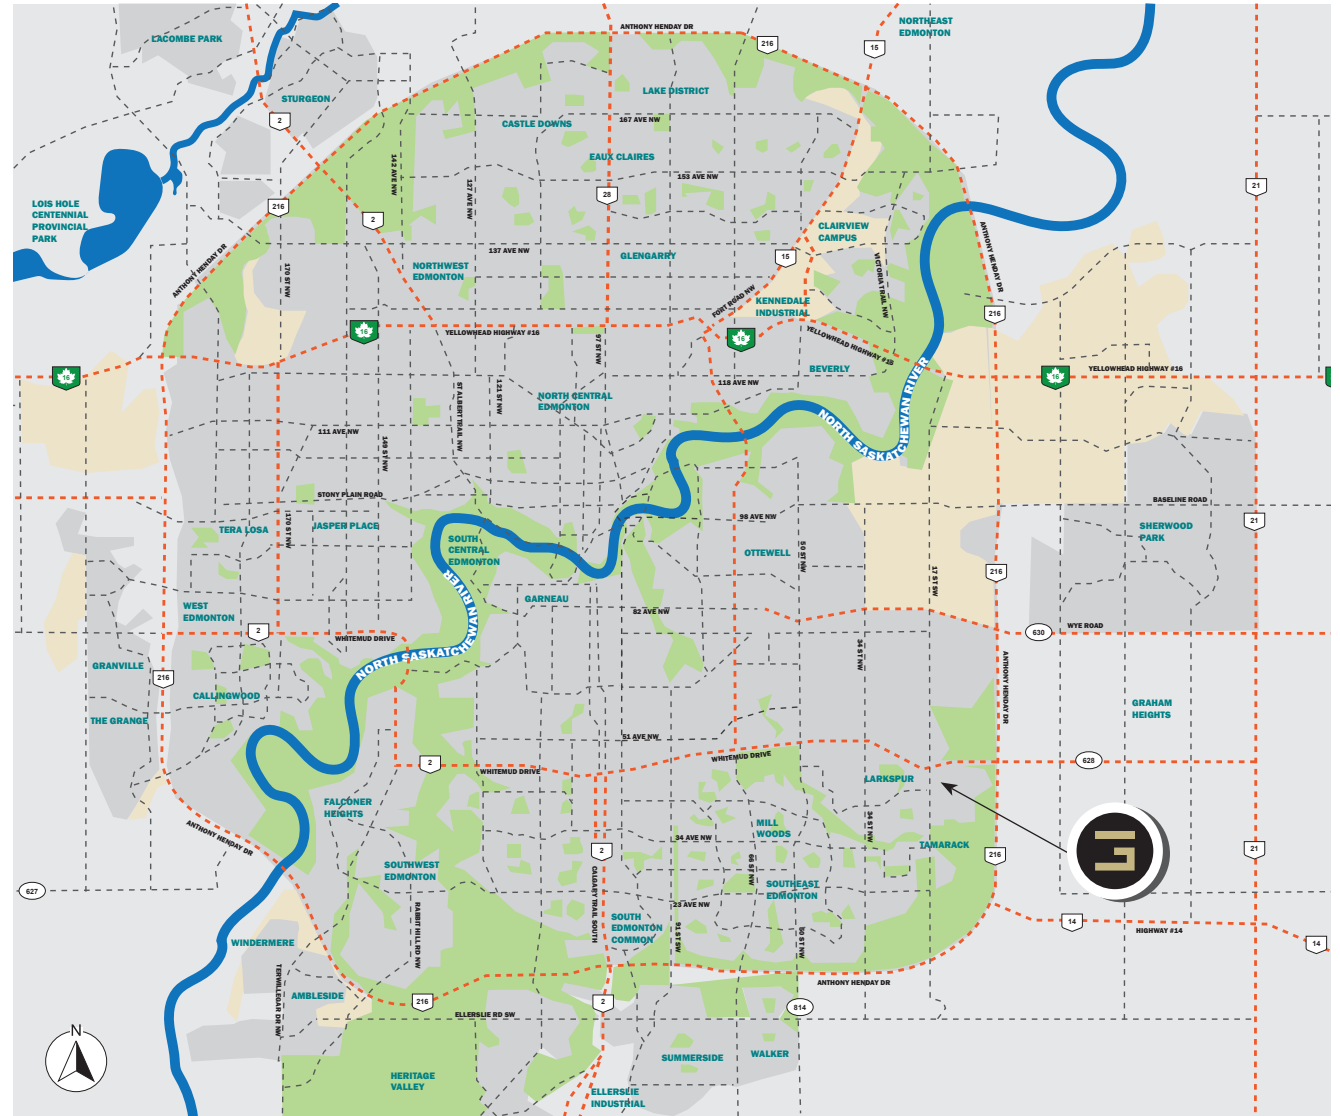 NORTHEAST
EDMONTON
ANTHONY HENDAY DR
LACOMBE PARK
216
15
LAKE DISTRICT
STURGEON
2
167 AVE NW
CASTLE DOWNS
EAUX CLAIRES
142 AVE NW
153 AVE NW
127 AVE NW
28
21
LOIS HOLE
CENTENNIAL
PROVINCIAL
PARK
216
2
CLAIRVIEW
CAMPUS
ANTHONY HENDAY DR
137 AVE NW
GLENGARRY
15
ANTHONY HENDAY DR
NORTHWEST
EDMONTON
170 ST NW
VICTORIA TRAIL NW
FORT ROAD NW
KENNEDALE
INDUSTRIAL
216
16
YELLOWHEAD HIGHWAY #16
97 ST NW
16
YELLOWHEAD HIGHWAY #16
BEVERLY
YELLOWHEAD HIGHWAY #16
16
16
118 AVE NW
ST ALBERT TRAIL NW
121 ST NW
NORTH CENTRAL
EDMONTON
NORTH SASKATCHEWAN RIVER
111 AVE NW
149 ST NW
STONY PLAIN ROAD
BASELINE ROAD
98 AVE NW
21
TERA LOSA
170 ST NW
JASPER PLACE
SHERWOOD
PARK
SOUTH
CENTRAL
EDMONTON
OTTEWELL
50 ST NW
216
17 ST SW
GARNEAU
WEST
EDMONTON
82 AVE NW
2
WHITEMUD DRIVE
630
WYE ROAD
NORTH SASKATCHEWAN RIVER
34 ST NW
GRANVILLE
216
ANTHONY HENDAY DR
CALLINGWOOD
GRAHAM
HEIGHTS
THE GRANGE
51 AVE NW
WHITEMUD DRIVE
2
WHITEMUD DRIVE
628
LARKSPUR
FALCONER
HEIGHTS
MILL
WOODS
ANTHONY HENDAY DR
34 AVE NW
34 ST NW
TAMARACK
2
216
21
SOUTHWEST
EDMONTON
66 ST NW
SOUTHEAST
EDMONTON
627
CALGARY TRAIL SOUTH
23 AVE NW
RABBIT HILL RD NW
SOUTH
EDMONTON
COMMON
91 ST SW
50 ST NW
14
HIGHWAY #14
14
WINDERMERE
TERWILLEGAR DR NW
ANTHONY HENDAY DR
AMBLESIDE
216
2
814
ELLERSLIE RD SW
N
SUMMERSIDE
WALKER
HERITAGE
VALLEY
ELLERSLIE
INDUSTRIAL